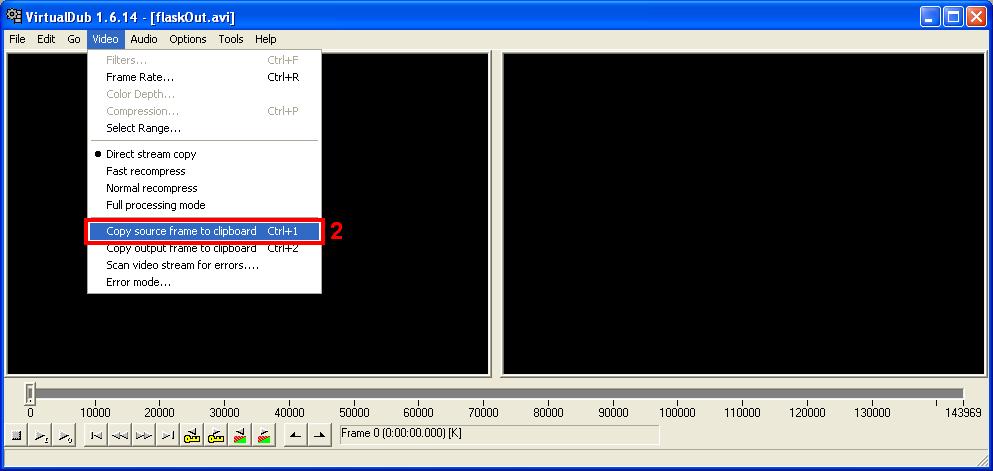 VirtualDub 1.6.14 - [flaskOut.avi]
File Edit Go Video Audio Options Tools Help
Filters... Ctrl+F
Frame Rate... Ctrl+R
Color Depth...
Compression... Ctrl+P
Select Range...
Direct stream copy
Fast recompress
Normal recompress
Full processing mode
Copy source frame to clipboard Ctrl+1 2
Copy output frame to clipboard Ctrl+2
Scan video stream for errors....
Error mode...
0 10000 20000 30000 40000 50000 60000 70000 80000 90000 100000 110000 120000 130000 143969
Frame 0 (0:00:00.000) [K]